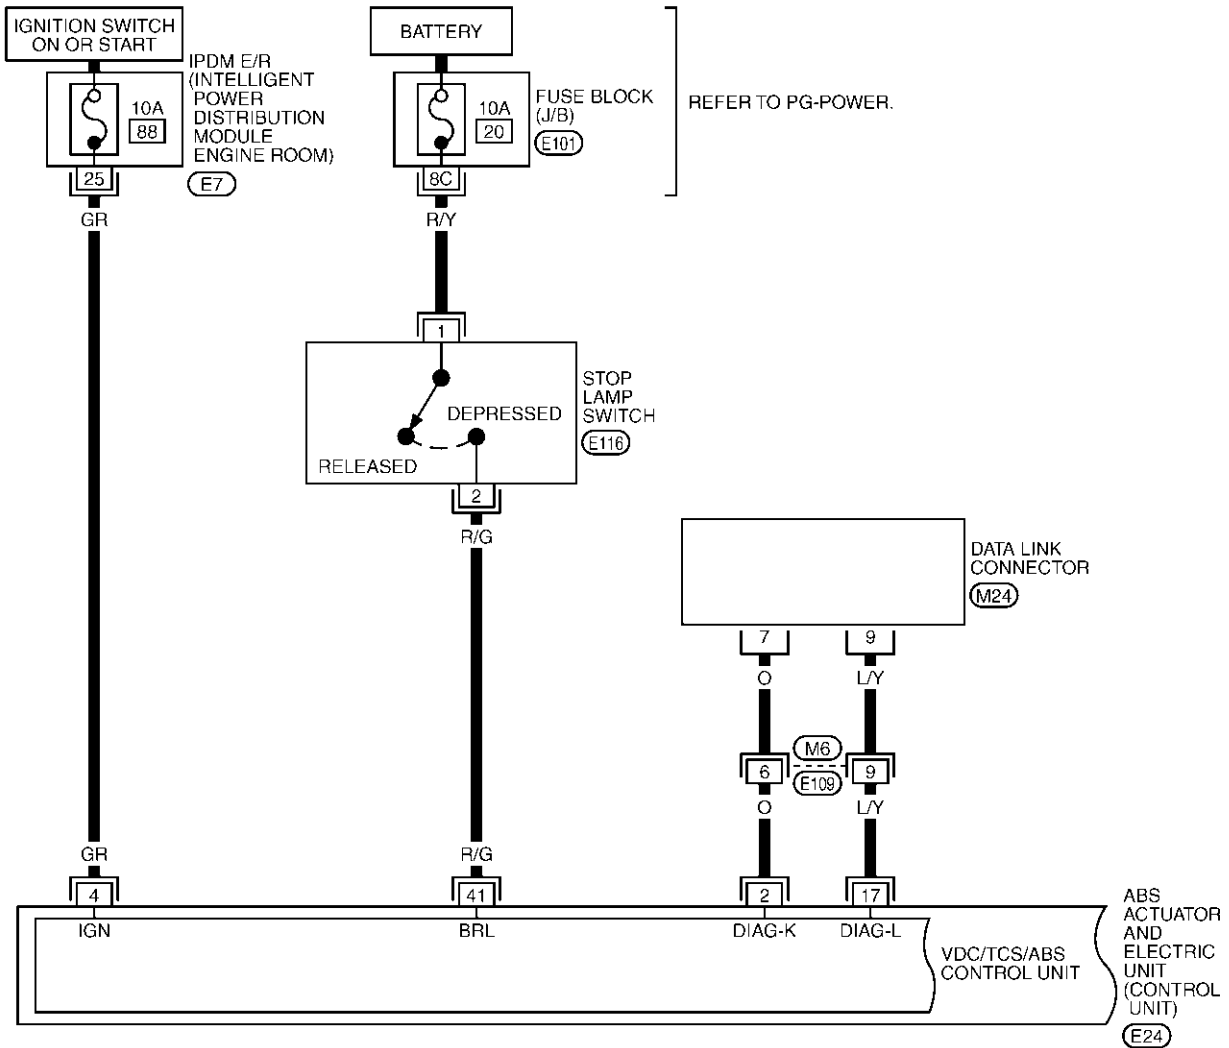 IGNITION SWITCH
ON OR START
BATTERY
IPDM E/R
(INTELLIGENT
POWER
DISTRIBUTION
MODULE
ENGINE ROOM)
E7
10A
88
25
GR
10A
20
FUSE BLOCK
(J/B)
E101
8C
R/Y
REFER TO PG-POWER.
1
STOP
LAMP
SWITCH
E116
DEPRESSED
RELEASED
2
R/G
DATA LINK
CONNECTOR
M24
7
9
O
L/Y
M6
6
9
E109
O
L/Y
GR
R/G
4
41
2
17
IGN
BRL
DIAG-K
DIAG-L
VDC/TCS/ABS
CONTROL UNIT
ABS
ACTUATOR
AND
ELECTRIC
UNIT
(CONTROL
UNIT)
E24